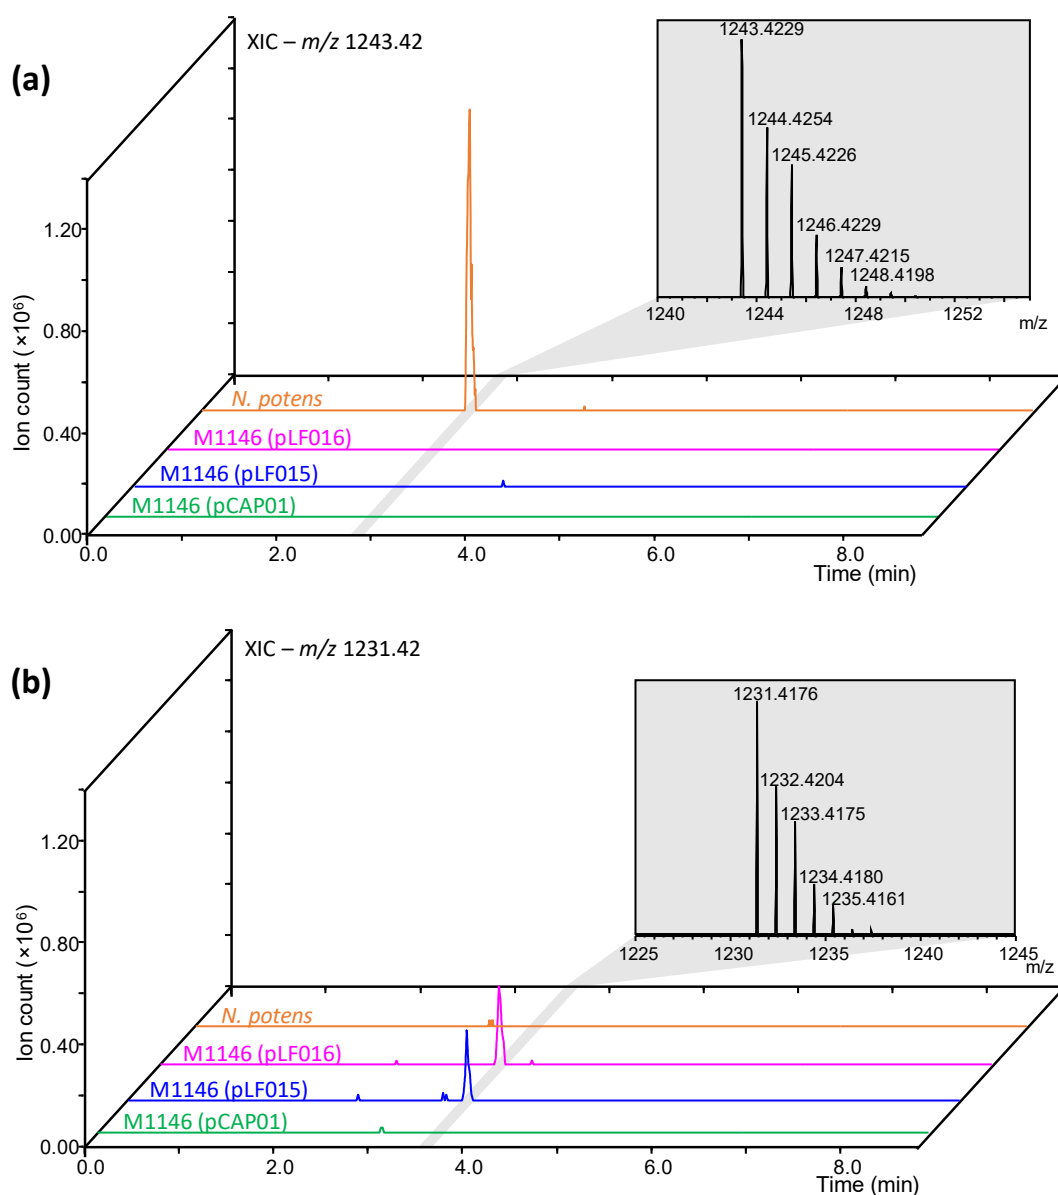 (a)
XIC – m/z 1243.42
1243.4229
1244.4254
1245.4226
1246.4229
1247.4215
1248.4198
1240 1244 1248 1252
m/z
Ion count ( ×10⁶)
1.20
0.80
0.40
0.00
N. potens
M1146 (pLF016)
M1146 (pLF015)
M1146 (pCAP01)
0.0 2.0 4.0 6.0 8.0
Time (min)
(b)
XIC – m/z 1231.42
1231.4176
1232.4204
1233.4175
1234.4180
1235.4161
1225 1230 1235 1240 1245
m/z
Ion count ( ×10⁶)
1.20
0.80
0.40
0.00
N. potens
M1146 (pLF016)
M1146 (pLF015)
M1146 (pCAP01)
0.0 2.0 4.0 6.0 8.0
Time (min)